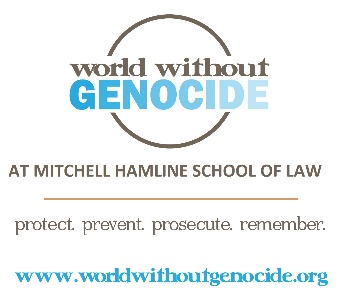 world without
GENOCIDE
AT MITCHELL HAMLINE SCHOOL OF LAW
protect. prevent. prosecute. remember.
www.worldwithoutgenocide.org